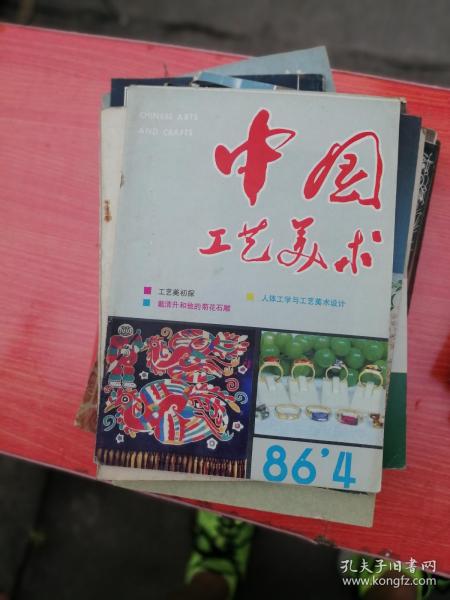 CHINESE ARTS
AND CRAFTS
中国
工艺美术
工艺美初探
戴清升和他的菊花石雕
人体工学与工艺美术设计
86'4
孔夫子旧书网
www.kongfz.com